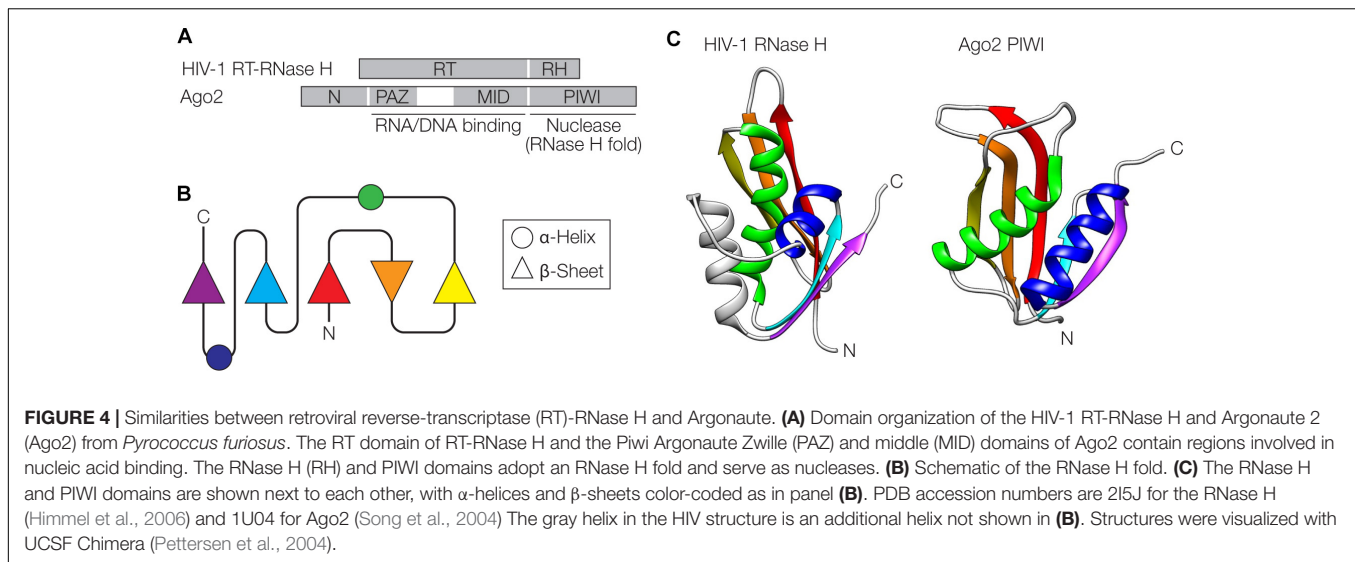 A
HIV-1 RT-RNase H
RT
RH
Ago2
N
PAZ
MID
PIWI
RNA/DNA binding
Nuclease
(RNase H fold)
B
C
N
α-Helix
β-Sheet
C
HIV-1 RNase H
Ago2 PIWI
C
N
C
N
FIGURE 4 | Similarities between retroviral reverse-transcriptase (RT)-RNase H and Argonaute. (A) Domain organization of the HIV-1 RT-RNase H and Argonaute 2
(Ago2) from Pyrococcus furiosus. The RT domain of RT-RNase H and the Piwi Argonaute Zwille (PAZ) and middle (MID) domains of Ago2 contain regions involved in
nucleic acid binding. The RNase H (RH) and PIWI domains adopt an RNase H fold and serve as nucleases. (B) Schematic of the RNase H fold. (C) The RNase H
and PIWI domains are shown next to each other, with α-helices and β-sheets color-coded as in panel (B). PDB accession numbers are 2I5J for the RNase H
(Himmel et al., 2006) and 1U04 for Ago2 (Song et al., 2004) The gray helix in the HIV structure is an additional helix not shown in (B). Structures were visualized with
UCSF Chimera (Pettersen et al., 2004).